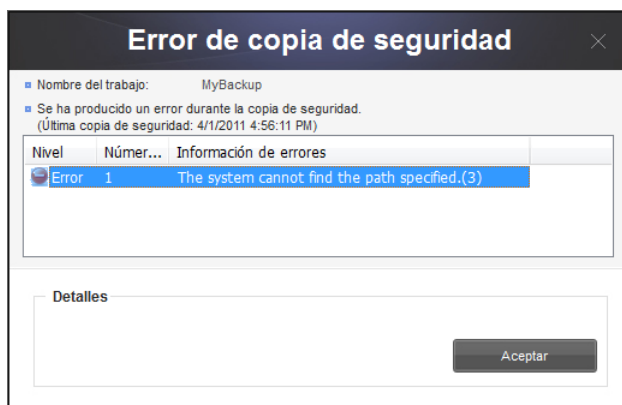 Error de copia de seguridad
Nombre del trabajo: MyBackup
Se ha producido un error durante la copia de seguridad.
(Última copia de seguridad: 4/1/2011 4:56:11 PM)
Nivel Númer... Información de errores
Error 1 The system cannot find the path specified.(3)
Detalles
Aceptar